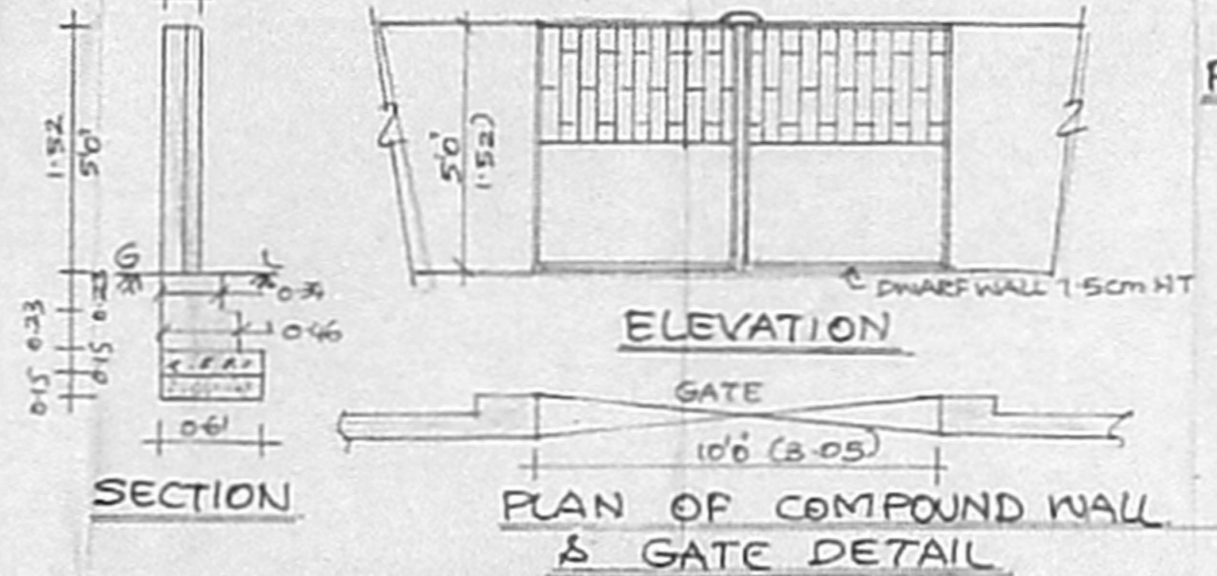 1.52
5'0"
G L
0.23
0.23
0.15
0.15
0.34
0.46
0.61
SECTION
5'0"
1.52)
DWARF WALL 7.5cm HT
ELEVATION
GATE
10'0" (3.05)
PLAN OF COMPOUND WALL
& GATE DETAIL